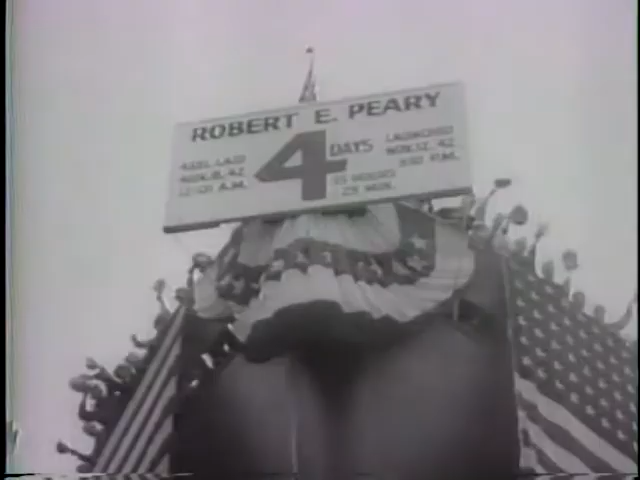 ROBERT E. PEARY
KEEL LAID
NOV. 8, 42
12:01 A.M.
4 DAYS
15 HOURS
29 MIN.
LAUNCHED
NOV. 12, 42
3:30 P.M.